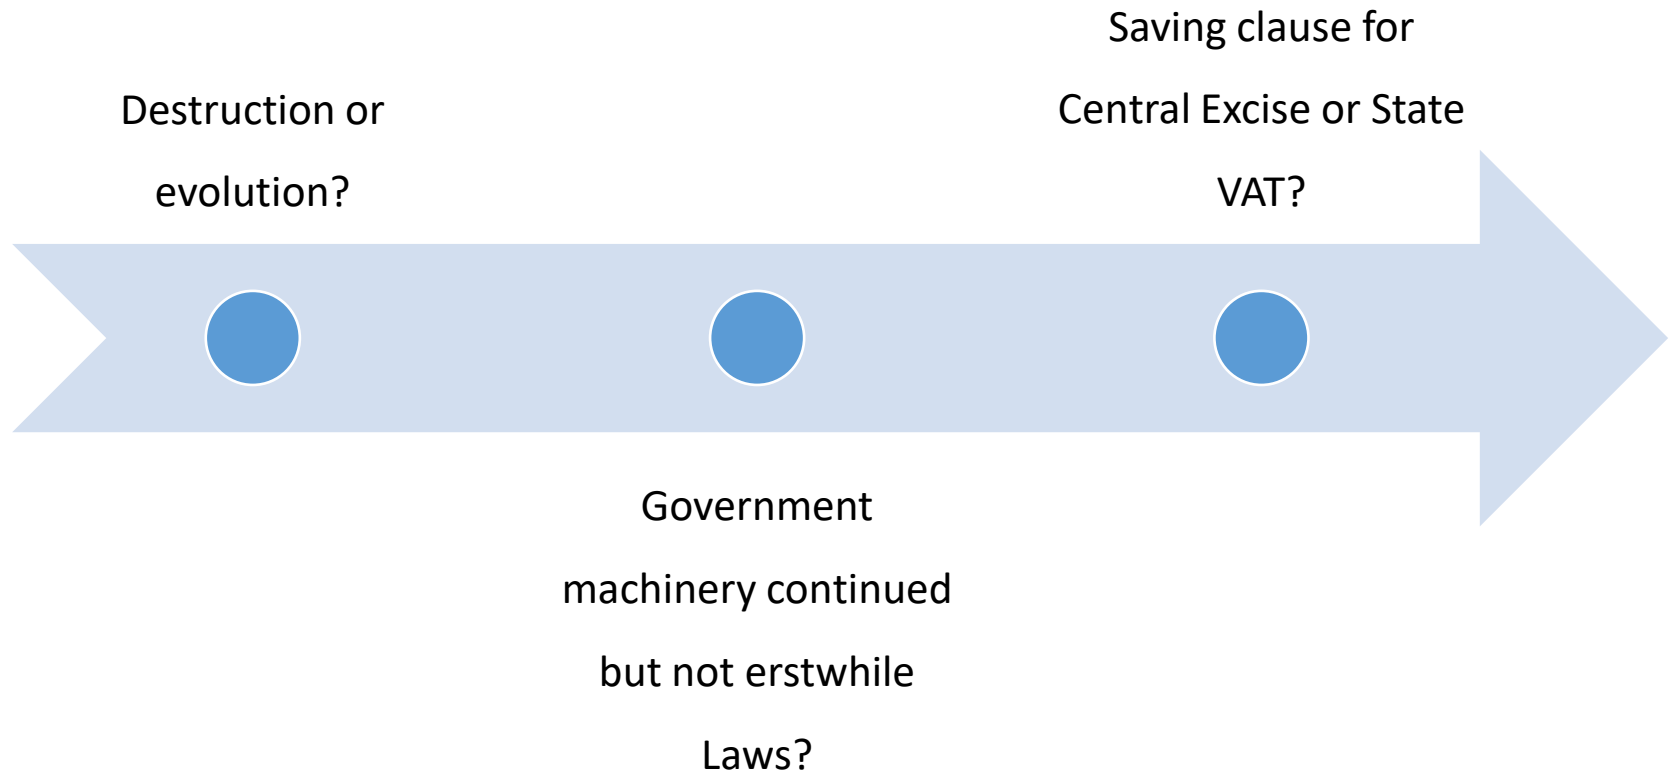 Destruction or
evolution?
Government
machinery continued
but not erstwhile
Laws?
Saving clause for
Central Excise or State
VAT?